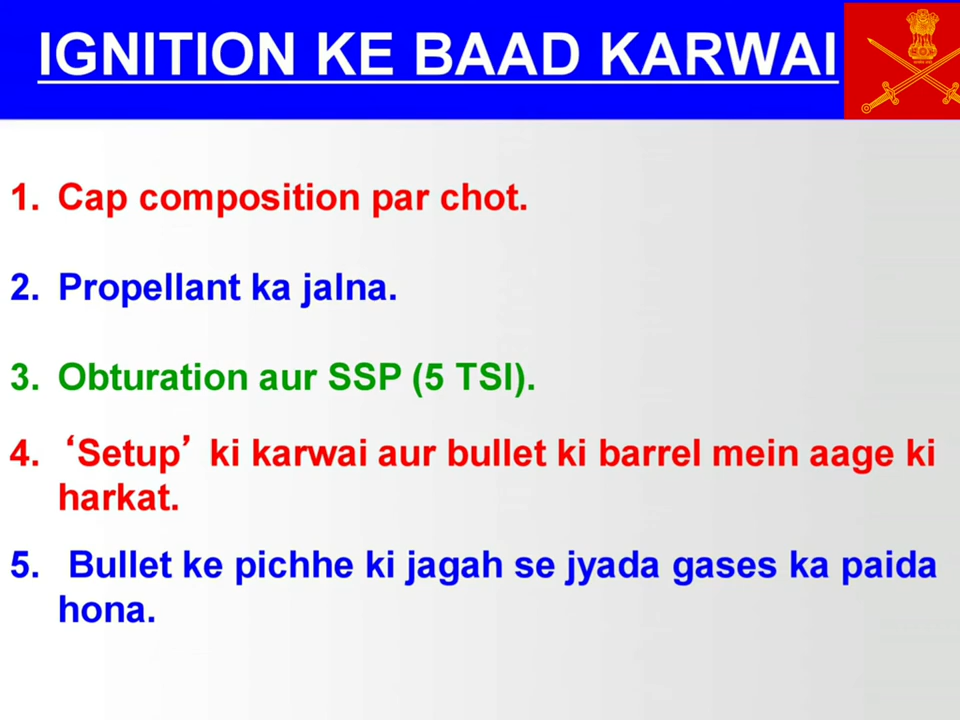 IGNITION KE BAAD KARWAI
1. Cap composition par chot.
2. Propellant ka jalna.
3. Obturation aur SSP (5 TSI).
4. ‘Setup’ ki karwai aur bullet ki barrel mein aage ki
harkat.
5. Bullet ke pichhe ki jagah se jyada gases ka paida
hona.